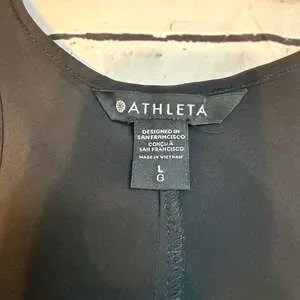 ATHLETA
DESIGNED IN
SAN FRANCISCO
CONÇU À
SAN FRANCISCO
MADE IN VIETNAM
L
G